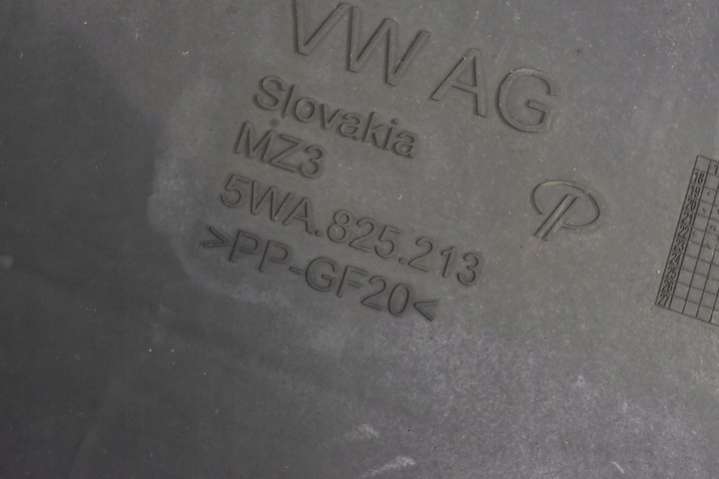 VW AG
Slovakia
MZ3
5WA.825.213
>PP-GF20<